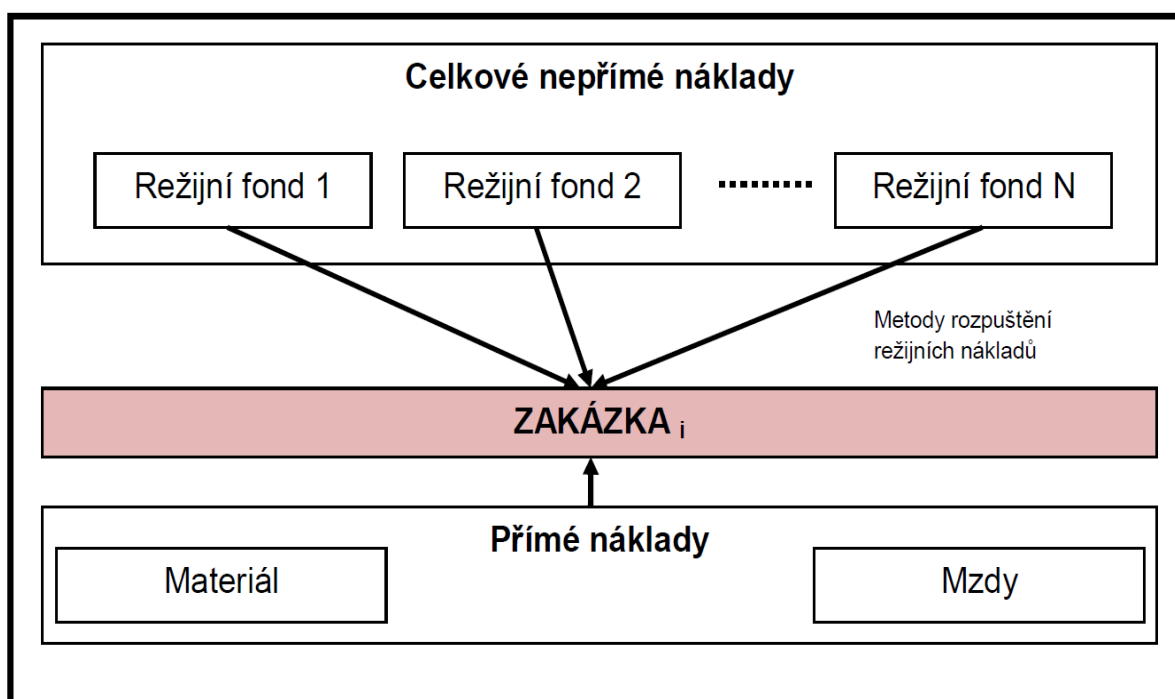 Celkové nepřímé náklady
Režijní fond 1
Režijní fond 2
Režijní fond N
Metody rozpuštění
režijních nákladů
ZAKÁZKA i
Přímé náklady
Materiál
Mzdy